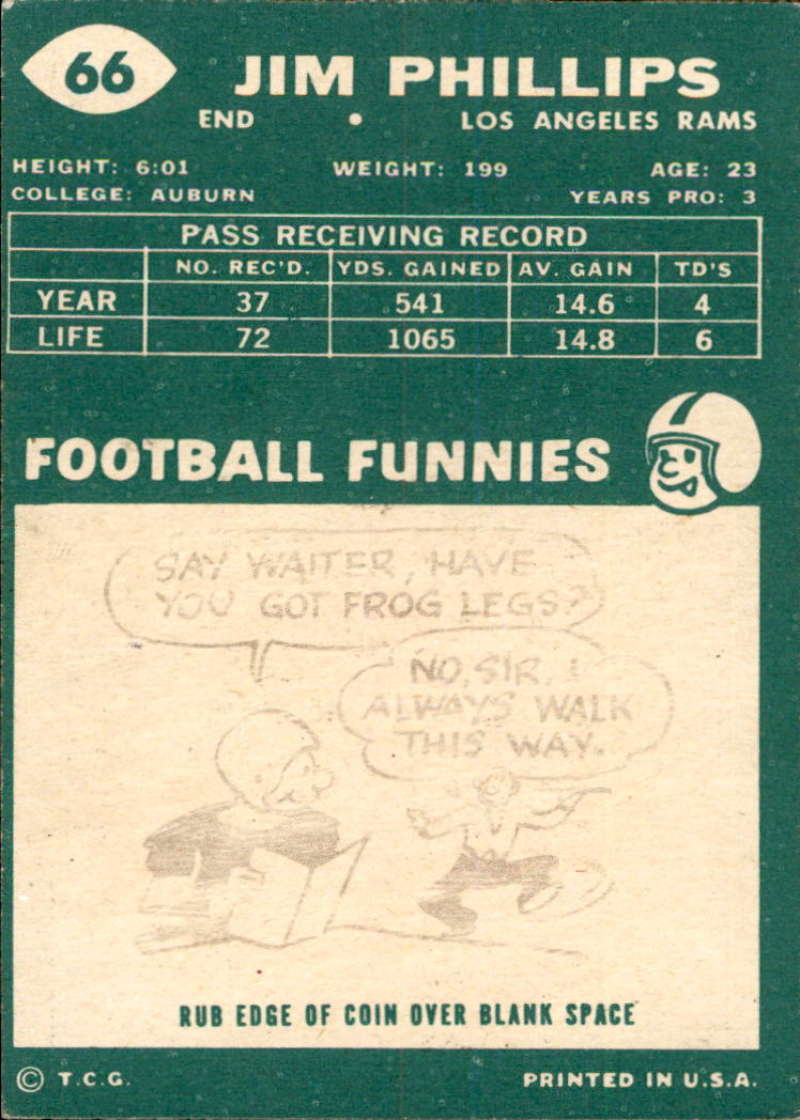 66
JIM PHILLIPS
END • LOS ANGELES RAMS
HEIGHT: 6:01 WEIGHT: 199 AGE: 23
COLLEGE: AUBURN YEARS PRO: 3
PASS RECEIVING RECORD
NO. REC'D. YDS. GAINED AV. GAIN TD'S
YEAR 37 541 14.6 4
LIFE 72 1065 14.8 6
FOOTBALL FUNNIES
SAY WAITER, HAVE
YOU GOT FROG LEGS?
NO, SIR. I
ALWAYS WALK
THIS WAY.
RUB EDGE OF COIN OVER BLANK SPACE
© T.C.G. PRINTED IN U.S.A.